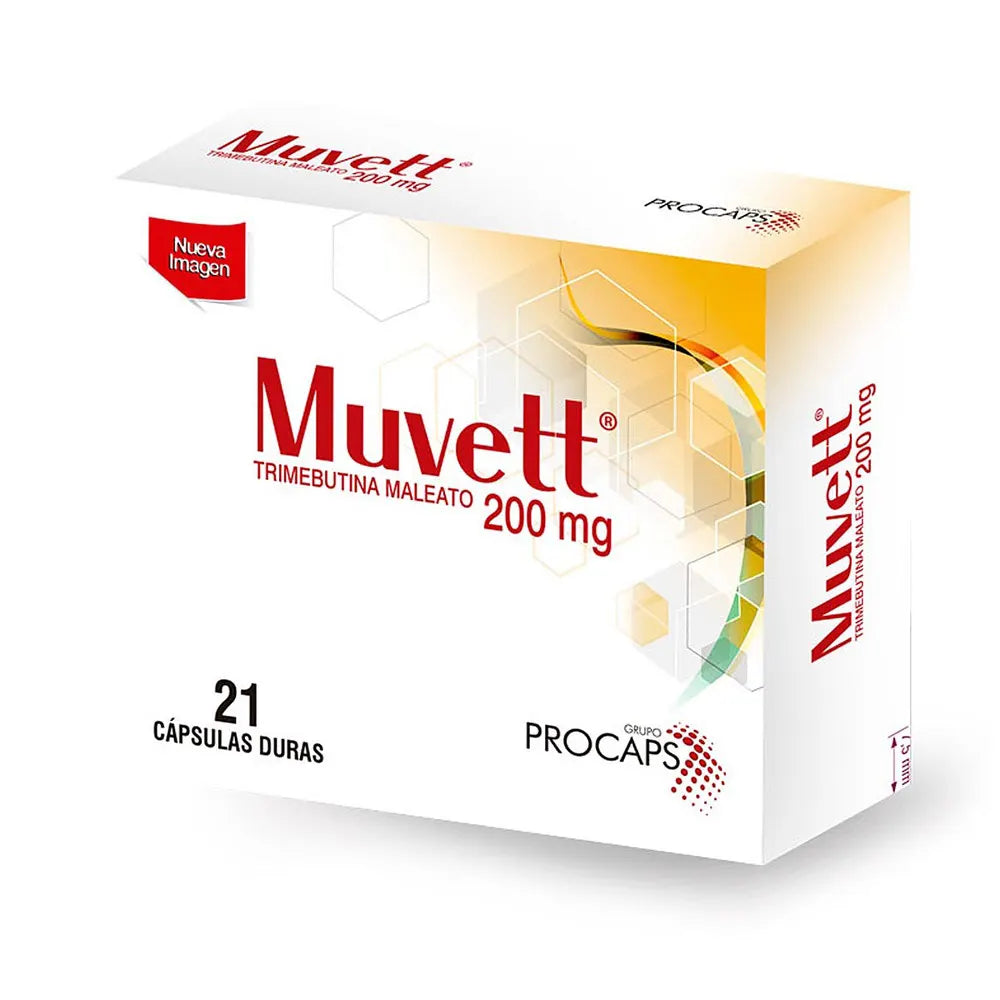 Muvett®
TRIMEBUTINA MALEATO 200 mg
GRUPO
PROCAPS
Nueva
Imagen
Muvett®
TRIMEBUTINA MALEATO 200 mg
21
CÁPSULAS DURAS
GRUPO
PROCAPS
Muvett®
TRIMEBUTINA MALEATO 200 mg